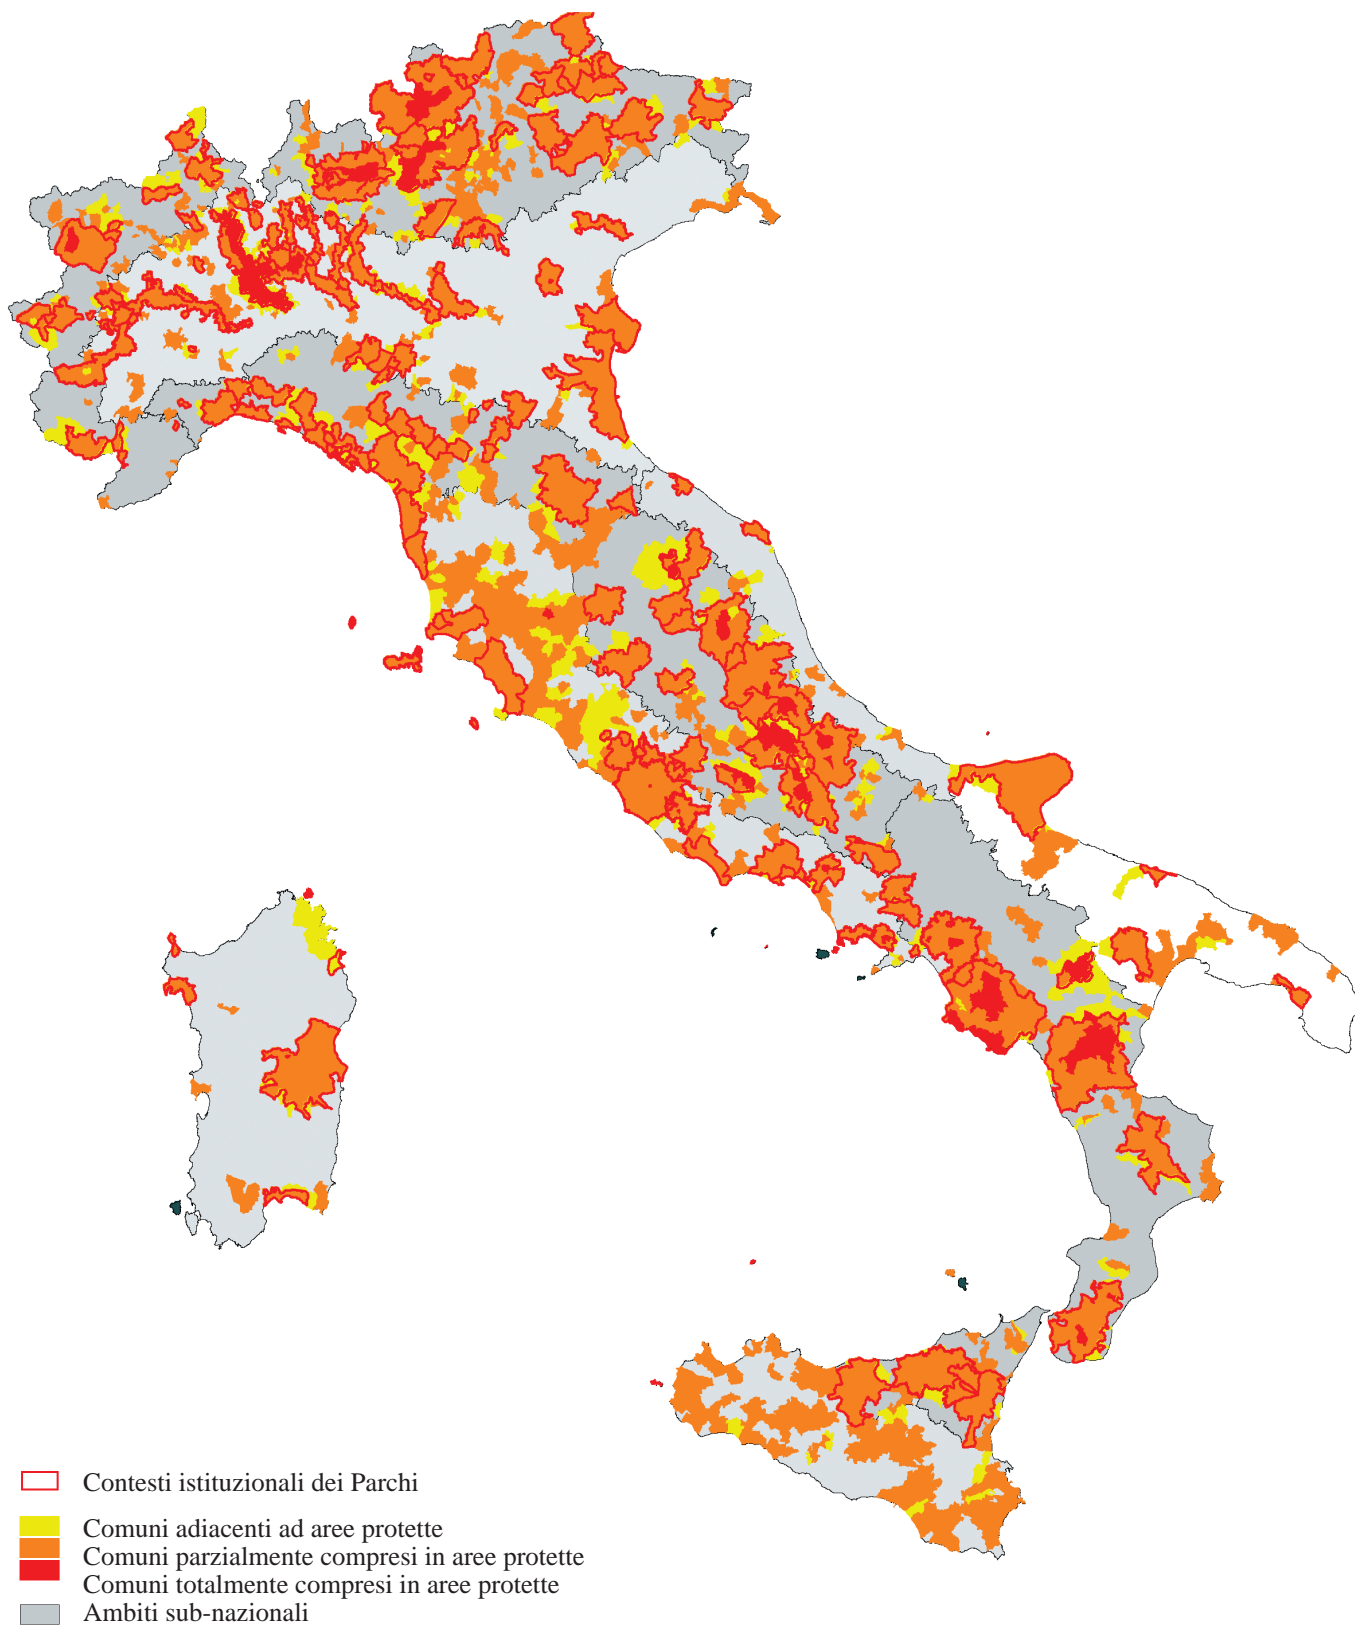 Contesti istituzionali dei Parchi
Comuni adiacenti ad aree protette
Comuni parzialmente compresi in aree protette
Comuni totalmente compresi in aree protette
Ambiti sub-nazionali